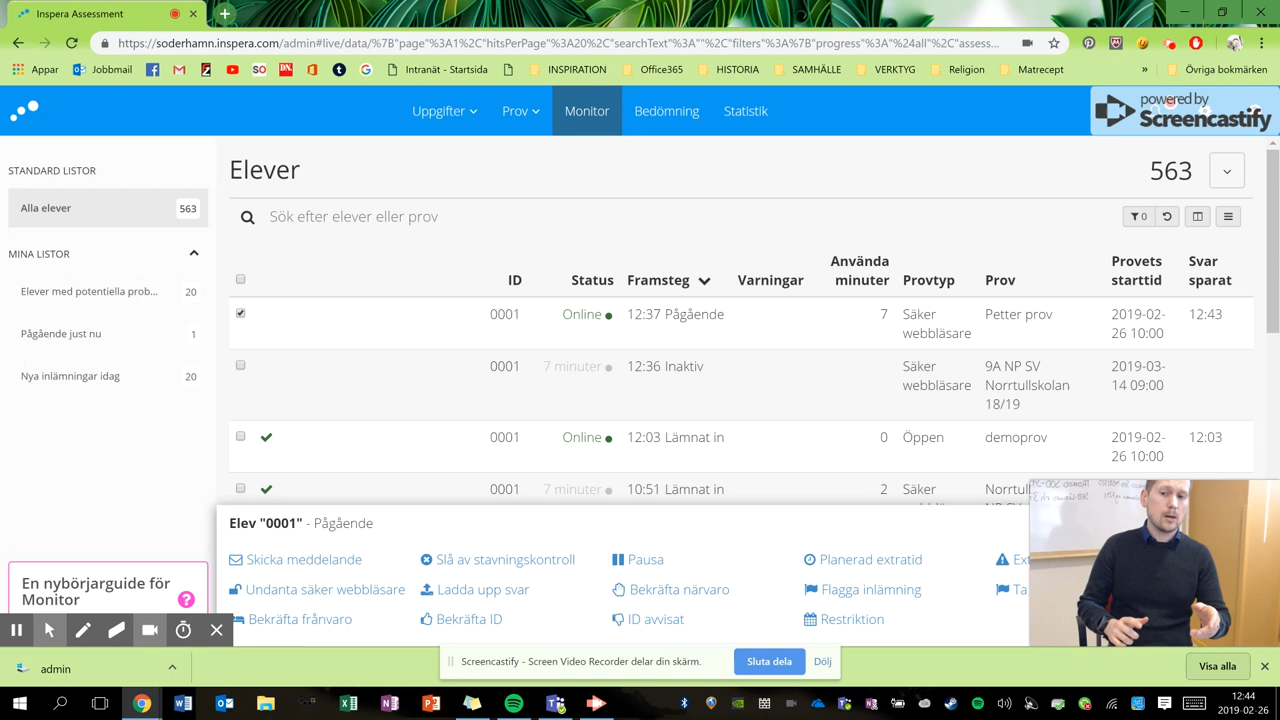 Inspera Assessment
https://soderhamn.inspera.com/admin#live/data/%7B"page"%3A1%2C"hitsPerPage"%3A20%2C"searchText"%3A""%2C"filters"%3A%7B"progress"%3A"%24all"%2C"assess...
Appar Jobbmail Intranät - Startsida INSPIRATION Office365 HISTORIA SAMHÄLLE VERKTYG Religion Matrecept » Övriga bokmärken
Uppgifter Prov Monitor Bedömning Statistik
powered by
Screencastify
STANDARD LISTOR
Alla elever 563
MINA LISTOR
Elever med potentiella prob... 20
Pågående just nu 1
Nya inlämningar idag 20
En nybörjarguide för
Monitor ?
Elever 563
Sök efter elever eller prov
0
ID Status Framsteg Varningar Använda minuter Provtyp Prov Provets starttid Svar sparat
0001 Online 12:37 Pågående 7 Säker webbläsare Petter prov 2019-02-26 10:00 12:43
0001 7 minuter 12:36 Inaktiv Säker webbläsare 9A NP SV Norrtullskolan 18/19 2019-03-14 09:00
0001 Online 12:03 Lämnat in 0 Öppen demoprov 2019-02-26 10:00 12:03
0001 7 minuter 10:51 Lämnat in 2 Säker
Elev "0001" - Pågående
Skicka meddelande Slå av stavningskontroll Pausa Planerad extratid
Undanta säker webbläsare Ladda upp svar Bekräfta närvaro Flagga inlämning
Bekräfta frånvaro Bekräfta ID ID avvisat Restriktion
Screencastify - Screen Video Recorder delar din skärm. Sluta dela Dölj
admin
Visa alla
12:44
2019-02-26